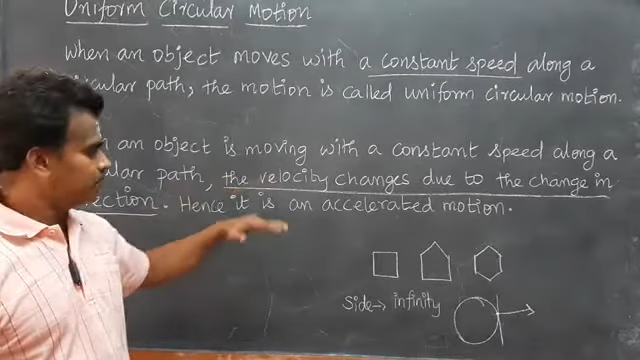 Uniform Circular Motion
When an object moves with a constant speed along a
path, the motion is called uniform circular motion.
an object is moving with a constant speed along a
path, the velocity changes due to the change in
Hence it is an accelerated motion.
Side → infinity